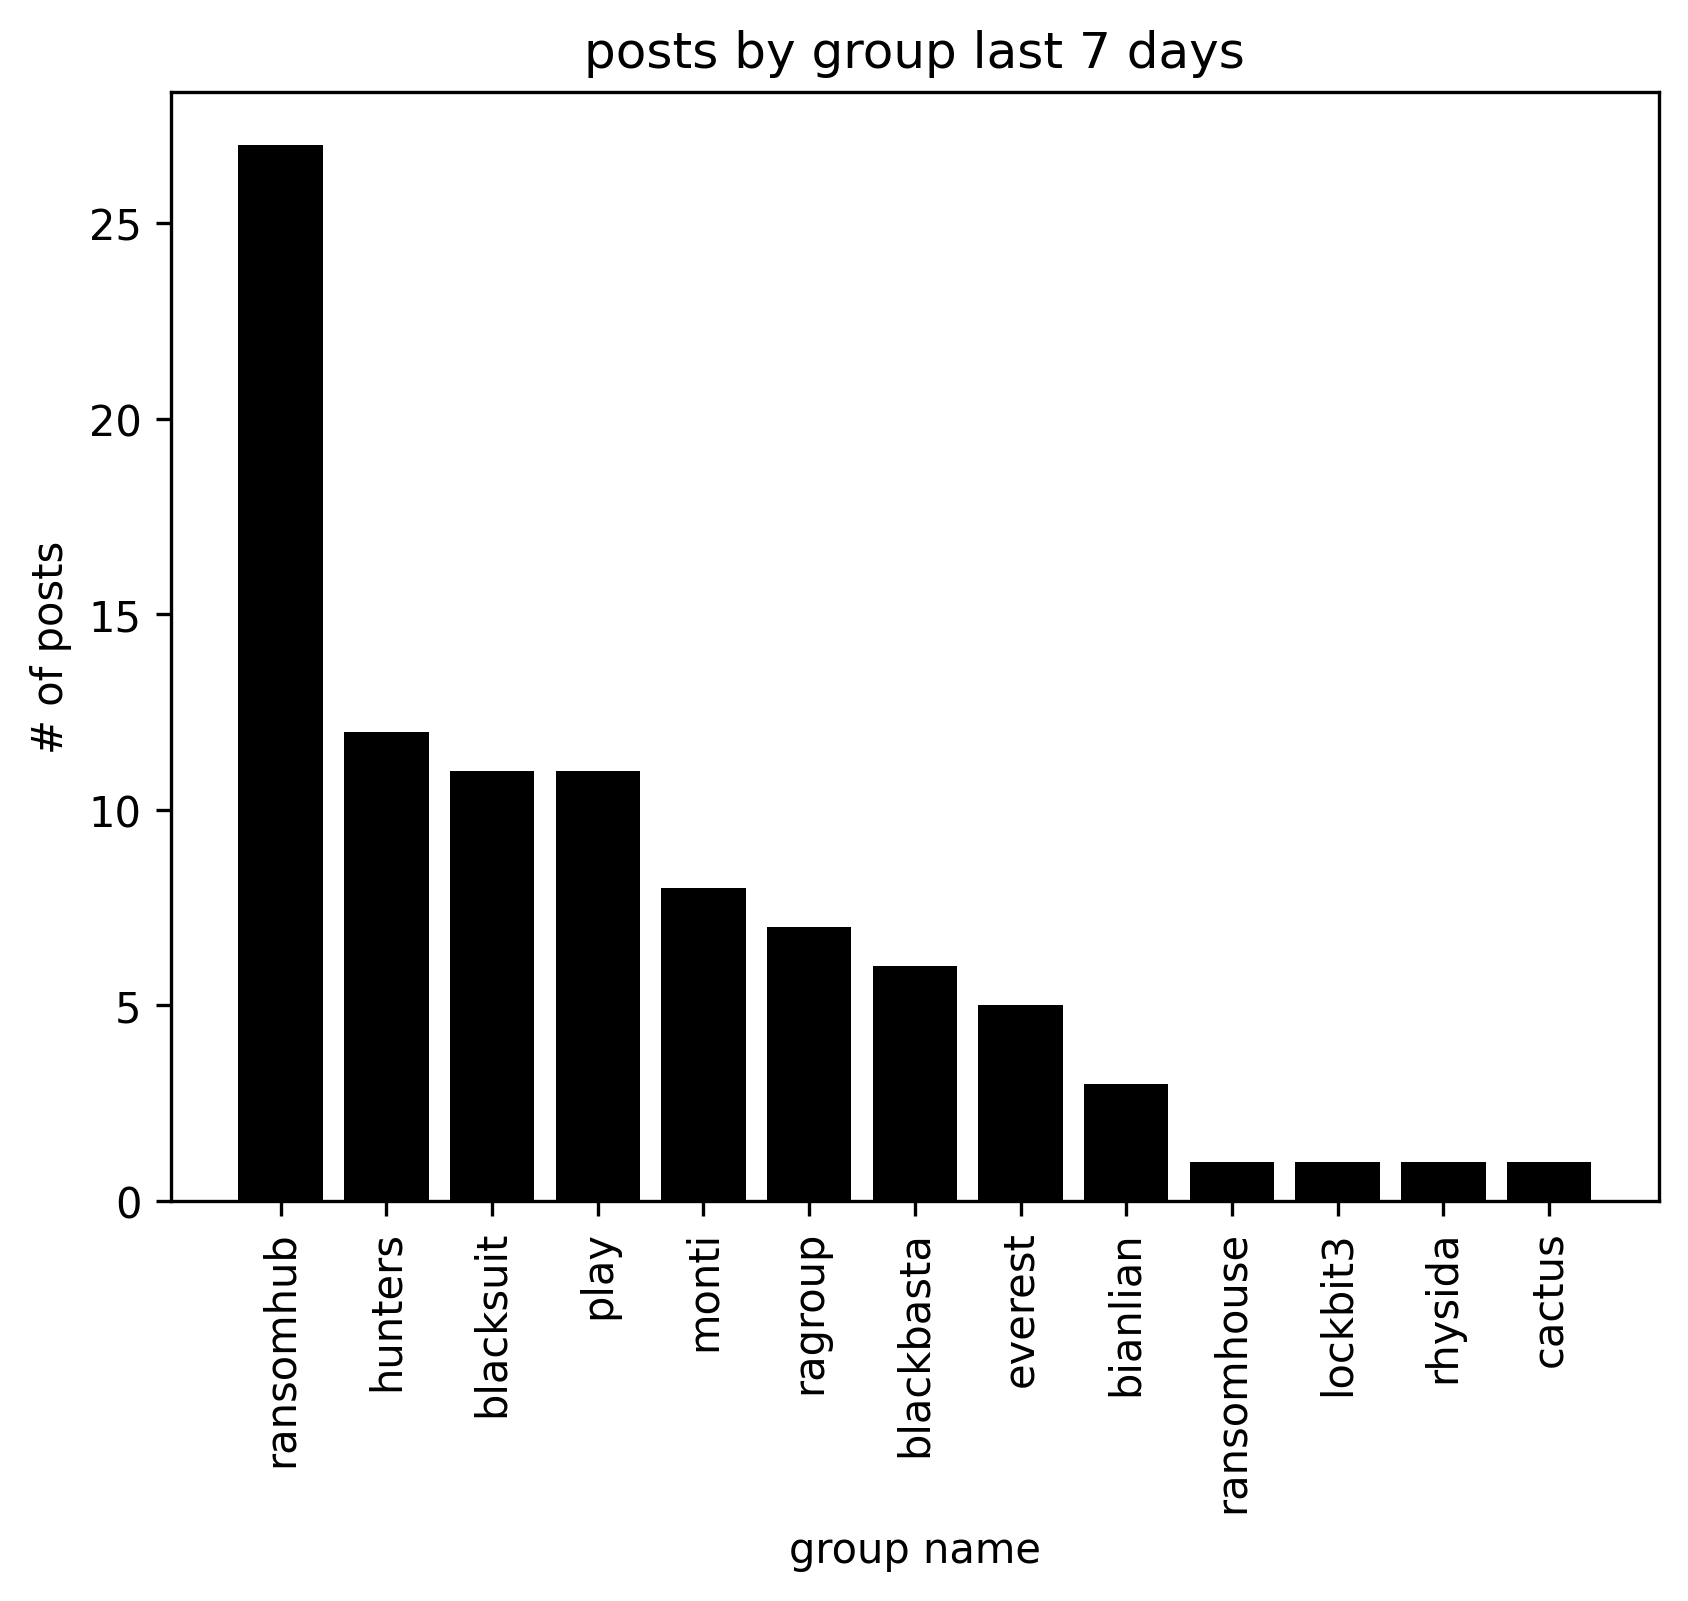 posts by group last 7 days
# of posts
25
20
15
10
5
0
ransomhub
hunters
blacksuit
play
monti
ragroup
blackbasta
everest
bianlian
ransomhouse
lockbit3
rhysida
cactus
group name